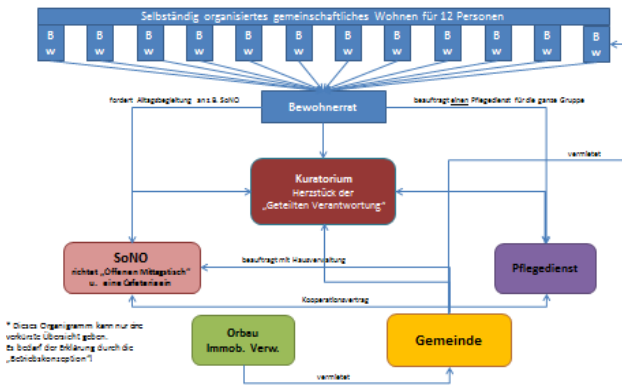 Selbständig organisiertes gemeinschaftliches Wohnen für 12 Personen
B B B B B B B B B B B B
w w w w w w w w w w w w
fordert Alltagsbegleitung an z.B. SoNO
Bewohnerrat
beauftragt einen Pflegedienst für die ganze Gruppe
vermietet
Kuratorium
Herzstück der
„Geteilten Verantwortung“
SoNO
richtet „Offenen Mittagstisch“
u. eine Cafeteria ein
beauftragt mit Hausverwaltung
Pflegedienst
Kooperationsvertrag
* Dieses Organigramm kann nur eine
verkürzte Übersicht geben.
Es bedarf der Erklärung durch die
„Betriebskonzeption“!
Orbau
Immob. Verw.
Gemeinde
vermietet